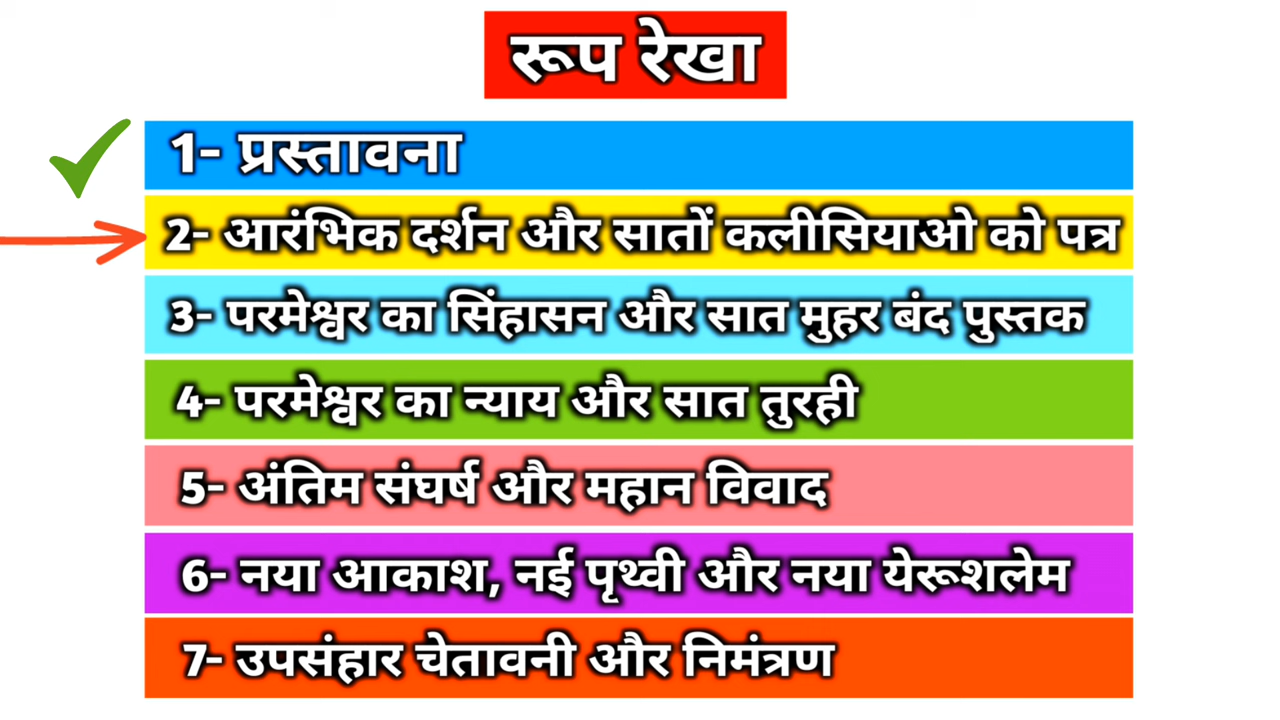 रूप रेखा
1- प्रस्तावना
2- आरंभिक दर्शन और सातों कलीसियाओ को पत्र
3- परमेश्वर का सिंहासन और सात मुहर बंद पुस्तक
4- परमेश्वर का न्याय और सात तुरही
5- अंतिम संघर्ष और महान विवाद
6- नया आकाश, नई पृथ्वी और नया येरूशलेम
7- उपसंहार चेतावनी और निमंत्रण